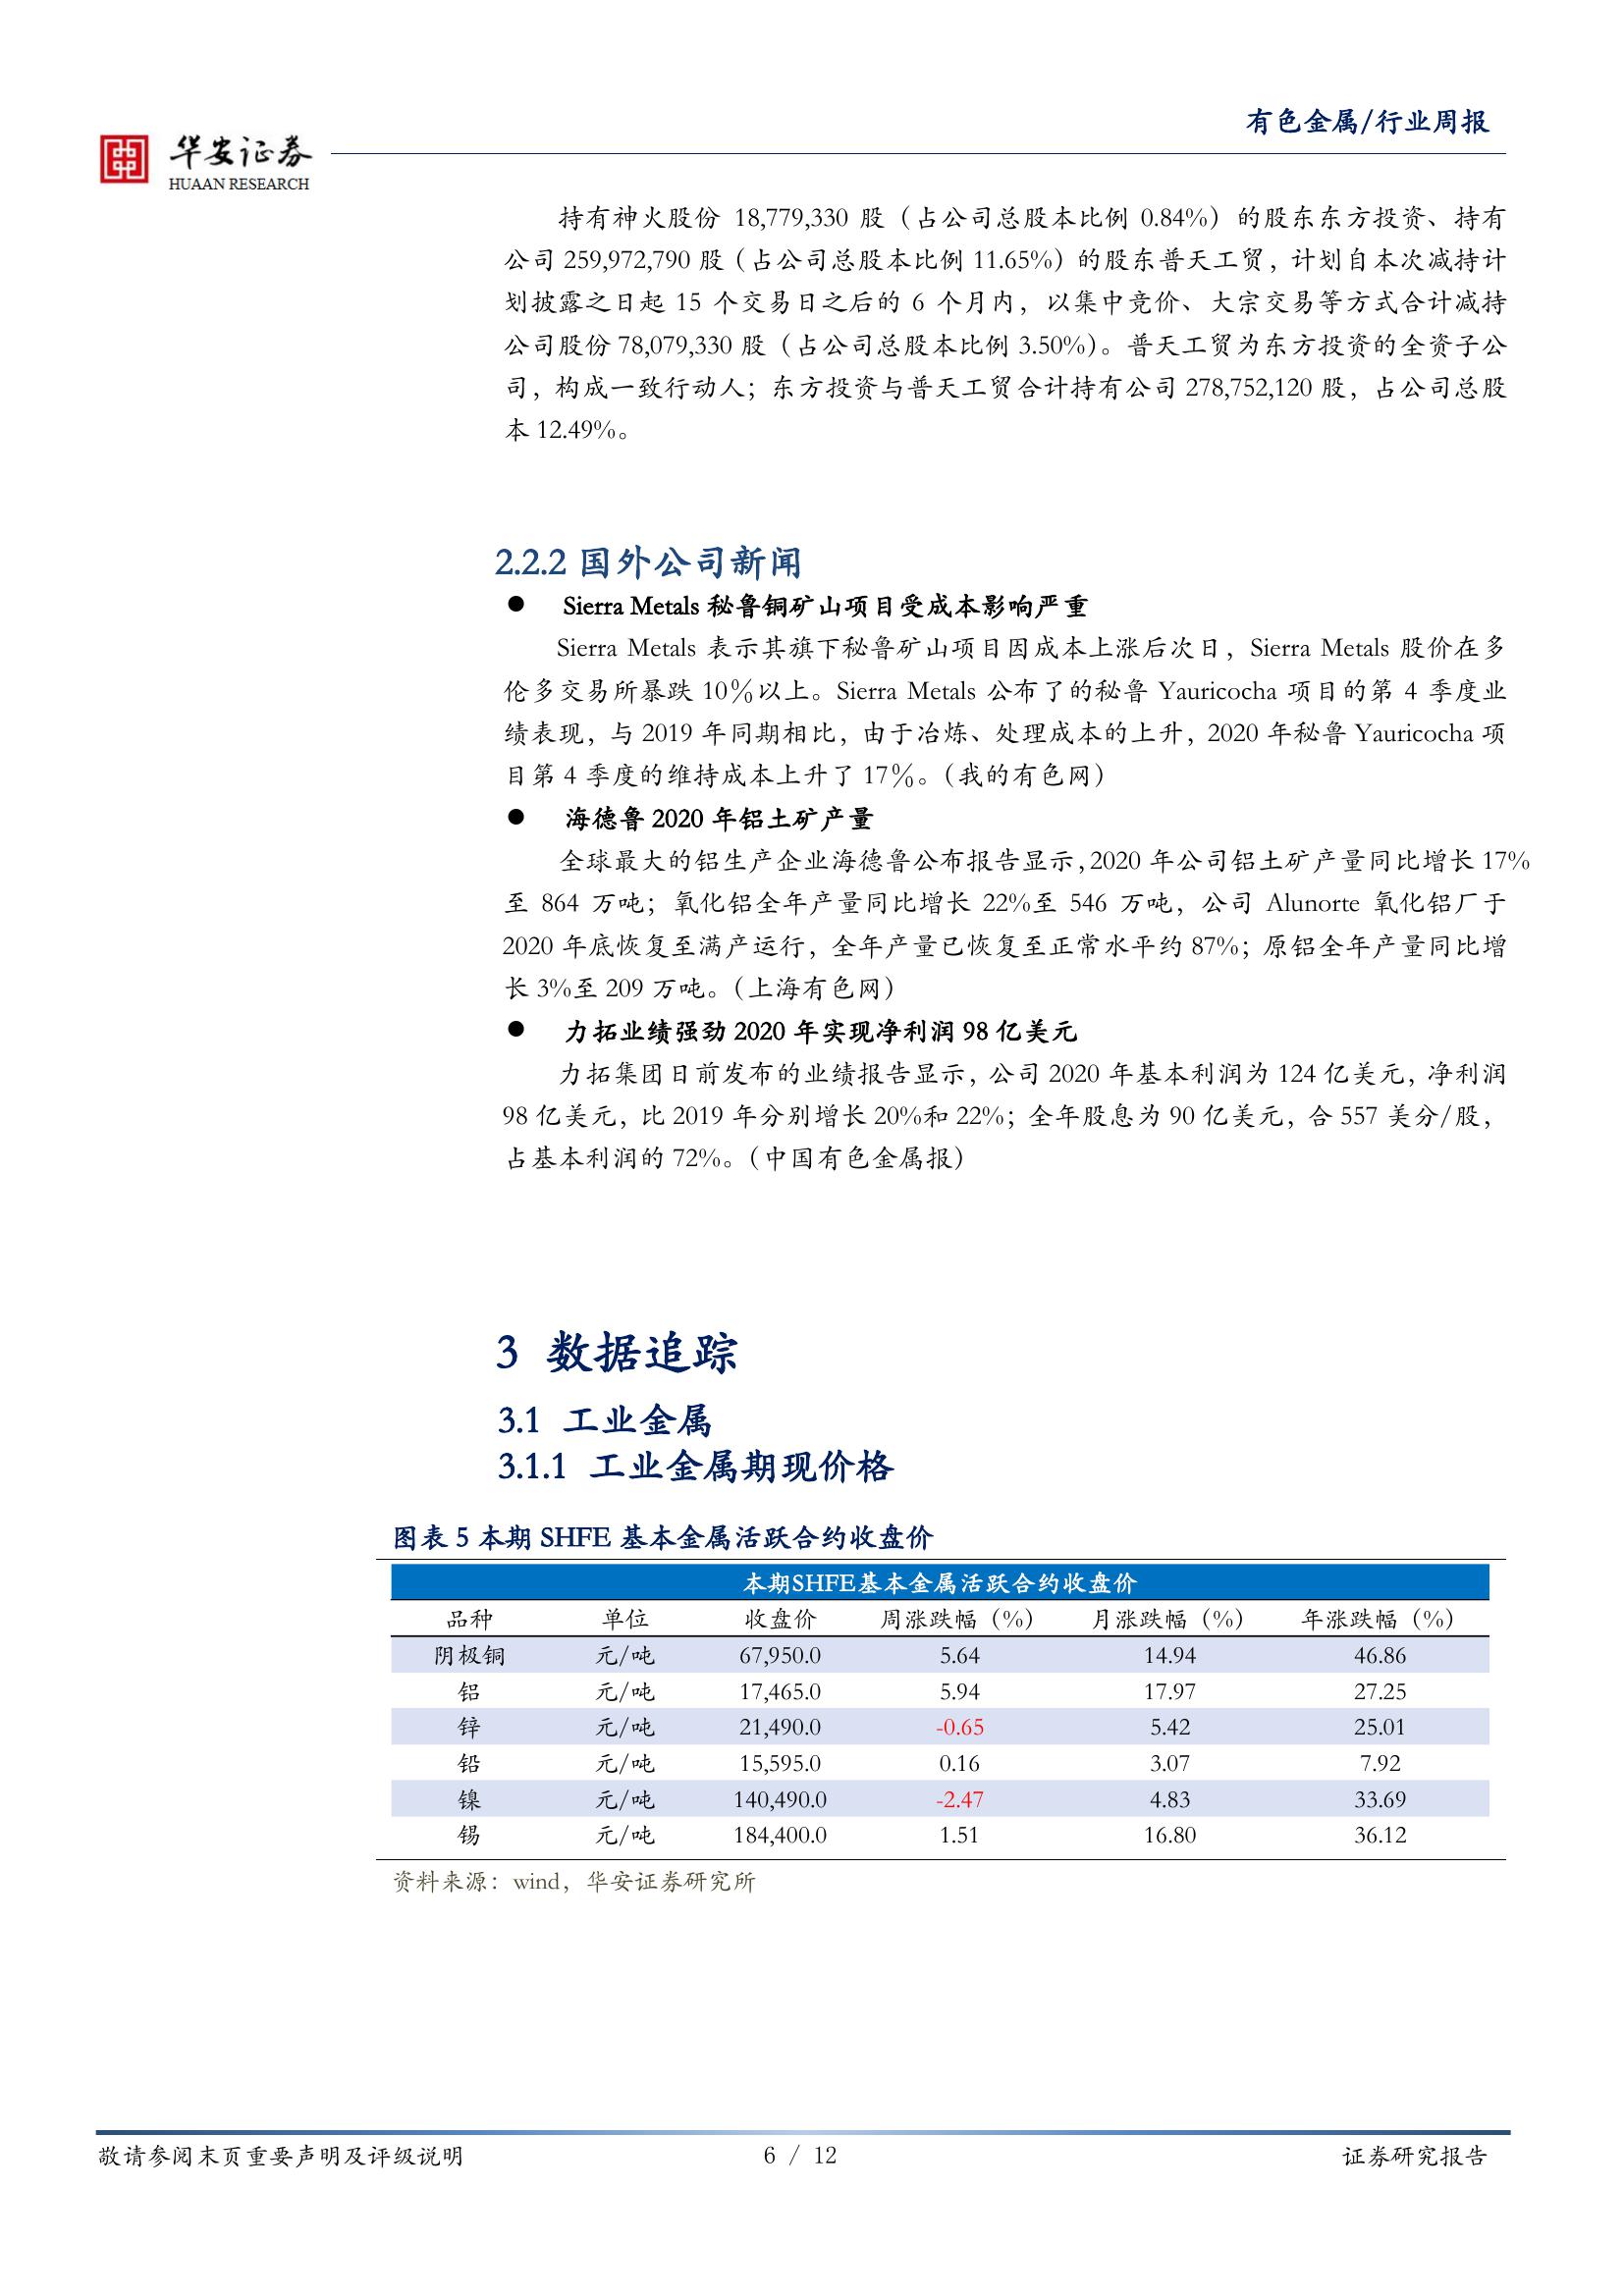 有色金属/行业周报
华安证券
HUAAN RESEARCH
持有神火股份 18,779,330 股（占公司总股本比例 0.84%）的股东东方投资、持有
公司 259,972,790 股（占公司总股本比例 11.65%）的股东普天工贸，计划自本次减持计
划披露之日起 15 个交易日之后的 6 个月内，以集中竞价、大宗交易等方式合计减持
公司股份 78,079,330 股（占公司总股本比例 3.50%）。普天工贸为东方投资的全资子公
司，构成一致行动人；东方投资与普天工贸合计持有公司 278,752,120 股，占公司总股
本 12.49%。
2.2.2 国外公司新闻
● Sierra Metals 秘鲁铜矿山项目受成本影响严重
Sierra Metals 表示其旗下秘鲁矿山项目因成本上涨后次日，Sierra Metals 股价在多
伦多交易所暴跌 10％以上。Sierra Metals 公布了的秘鲁 Yauricocha 项目的第 4 季度业
绩表现，与 2019 年同期相比，由于冶炼、处理成本的上升，2020 年秘鲁 Yauricocha 项
目第 4 季度的维持成本上升了 17％。（我的有色网）
● 海德鲁 2020 年铝土矿产量
全球最大的铝生产企业海德鲁公布报告显示，2020 年公司铝土矿产量同比增长 17%
至 864 万吨；氧化铝全年产量同比增长 22%至 546 万吨，公司 Alunorte 氧化铝厂于
2020 年底恢复至满产运行，全年产量已恢复至正常水平约 87%；原铝全年产量同比增
长 3%至 209 万吨。（上海有色网）
● 力拓业绩强劲 2020 年实现净利润 98 亿美元
力拓集团日前发布的业绩报告显示，公司 2020 年基本利润为 124 亿美元，净利润
98 亿美元，比 2019 年分别增长 20%和 22%；全年股息为 90 亿美元，合 557 美分/股，
占基本利润的 72%。（中国有色金属报）
3 数据追踪
3.1 工业金属
3.1.1 工业金属期现价格
图表 5 本期 SHFE 基本金属活跃合约收盘价
本期SHFE基本金属活跃合约收盘价
品种 单位 收盘价 周涨跌幅（%） 月涨跌幅（%） 年涨跌幅（%）
阴极铜 元/吨 67,950.0 5.64 14.94 46.86
铝 元/吨 17,465.0 5.94 17.97 27.25
锌 元/吨 21,490.0 -0.65 5.42 25.01
铅 元/吨 15,595.0 0.16 3.07 7.92
镍 元/吨 140,490.0 -2.47 4.83 33.69
锡 元/吨 184,400.0 1.51 16.80 36.12
资料来源：wind，华安证券研究所
敬请参阅末页重要声明及评级说明 6 / 12 证券研究报告